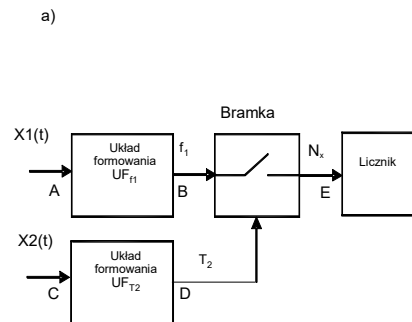 a)
Bramka
X1(t)
Układ
formowania
UFf1
f1
Nx
Licznik
A
B
E
X2(t)
Układ
formowania
UFT2
T2
C
D